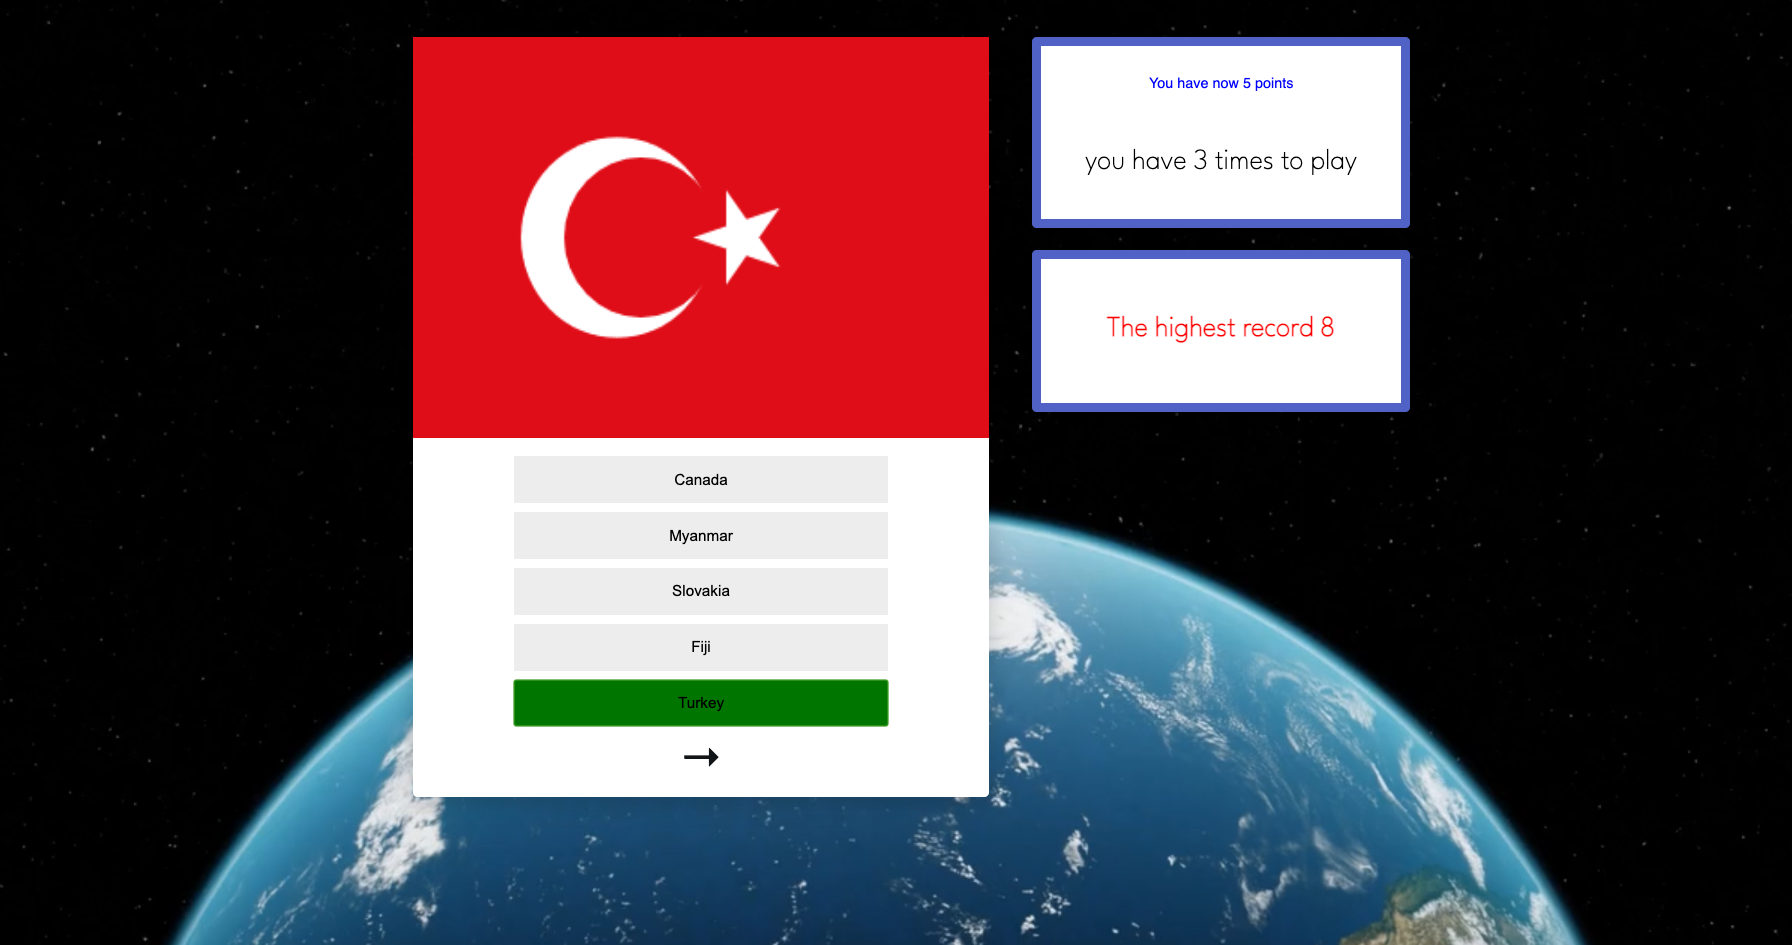 You have now 5 points
you have 3 times to play
The highest record 8
Canada
Myanmar
Slovakia
Fiji
Turkey